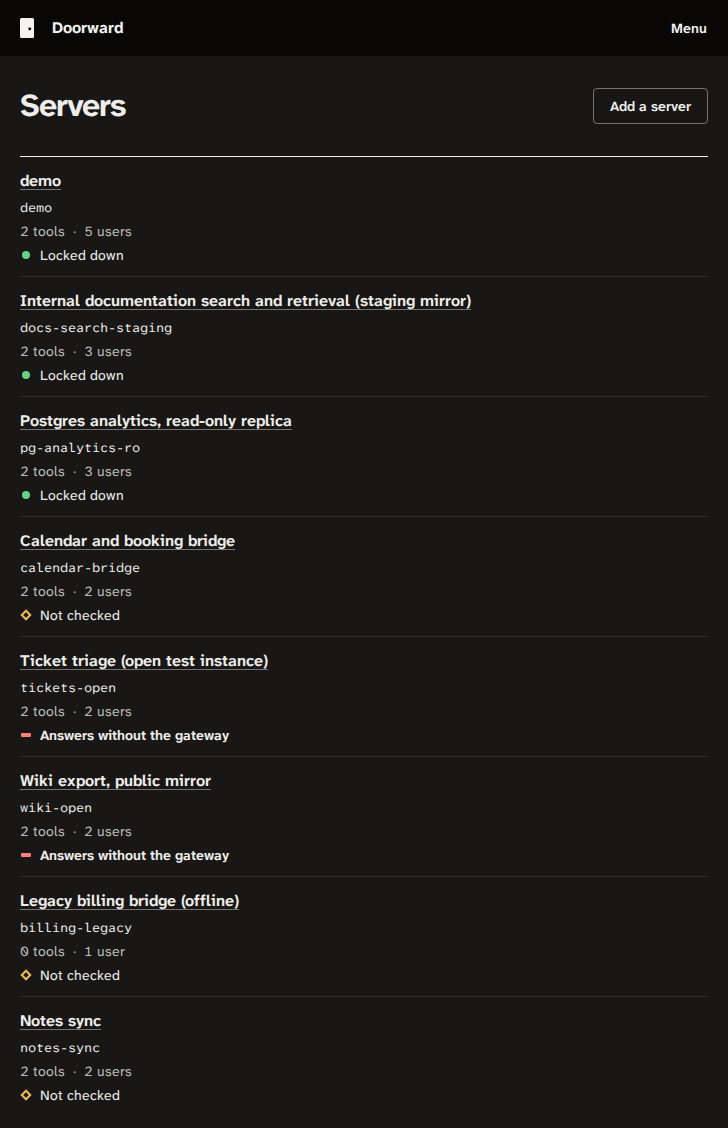 Doorward
Menu
Servers
Add a server
demo
demo
2 tools · 5 users
Locked down
Internal documentation search and retrieval (staging mirror)
docs-search-staging
2 tools · 3 users
Locked down
Postgres analytics, read-only replica
pg-analytics-ro
2 tools · 3 users
Locked down
Calendar and booking bridge
calendar-bridge
2 tools · 2 users
Not checked
Ticket triage (open test instance)
tickets-open
2 tools · 2 users
Answers without the gateway
Wiki export, public mirror
wiki-open
2 tools · 2 users
Answers without the gateway
Legacy billing bridge (offline)
billing-legacy
0 tools · 1 user
Not checked
Notes sync
notes-sync
2 tools · 2 users
Not checked